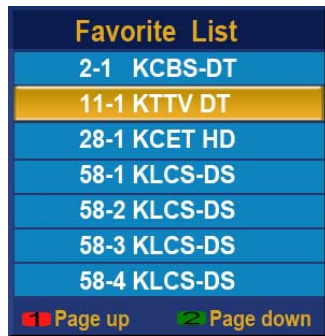 Favorite List
2-1 KCBS-DT
11-1 KTTV DT
28-1 KCET HD
58-1 KLCS-DS
58-2 KLCS-DS
58-3 KLCS-DS
58-4 KLCS-DS
1 Page up 2 Page down